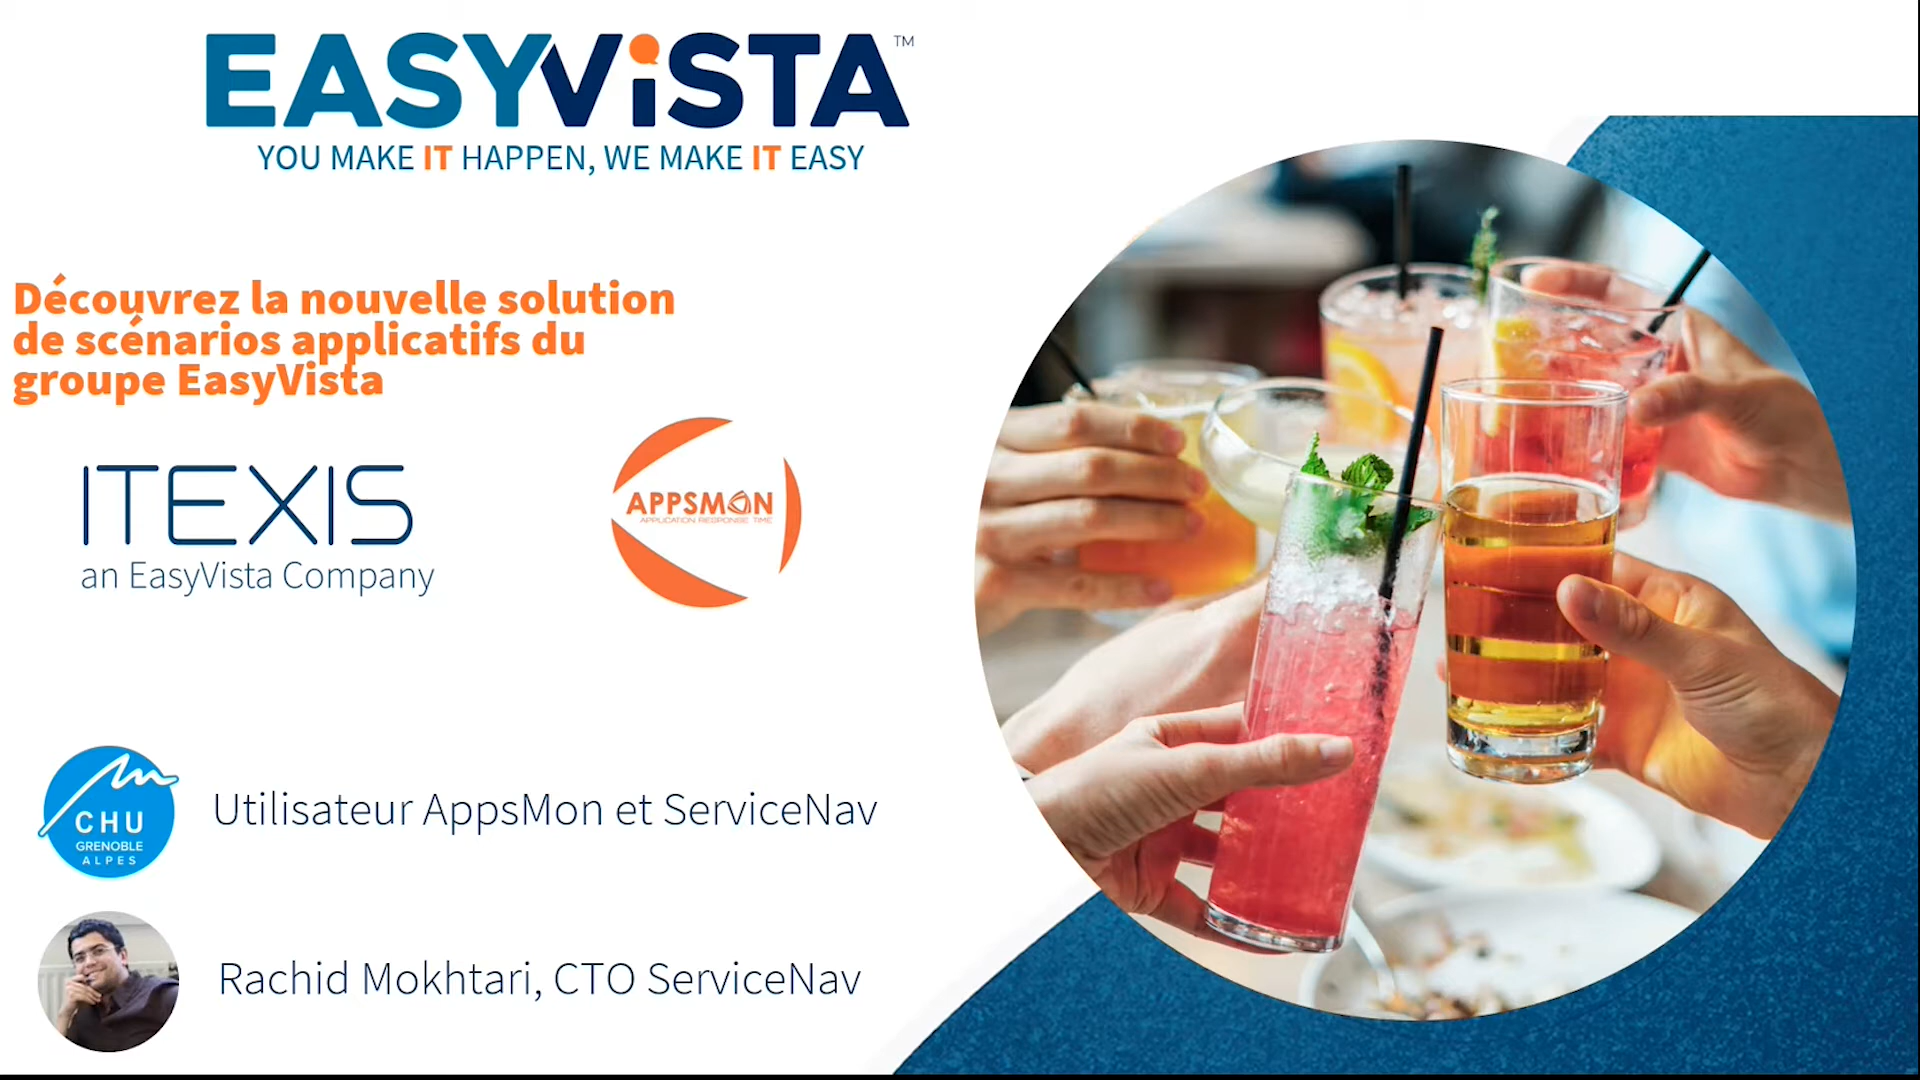 EASYViSTA™
YOU MAKE IT HAPPEN, WE MAKE IT EASY
Découvrez la nouvelle solution
de scénarios applicatifs du
groupe EasyVista
ITEXIS
an EasyVista Company
APPSMON
APPLICATION RESPONSE TIME
CHU
GRENOBLE
ALPES
Utilisateur AppsMon et ServiceNav
Rachid Mokhtari, CTO ServiceNav